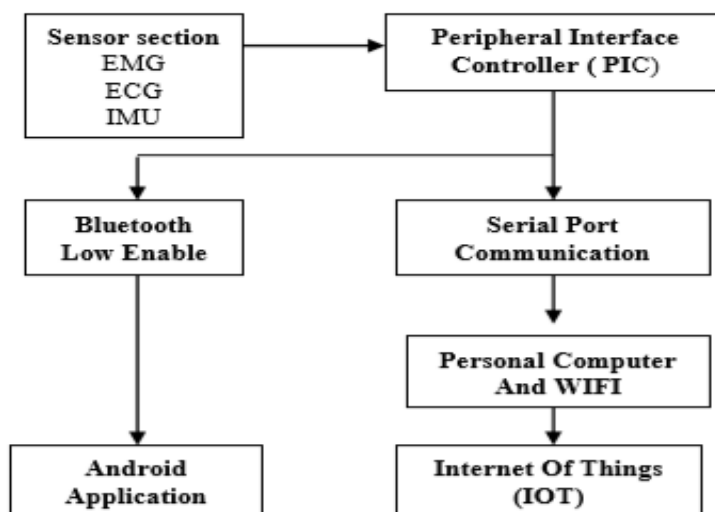 Sensor section
EMG
ECG
IMU
Peripheral Interface
Controller ( PIC)
Bluetooth
Low Enable
Serial Port
Communication
Personal Computer
And WIFI
Android
Application
Internet Of Things
(IOT)